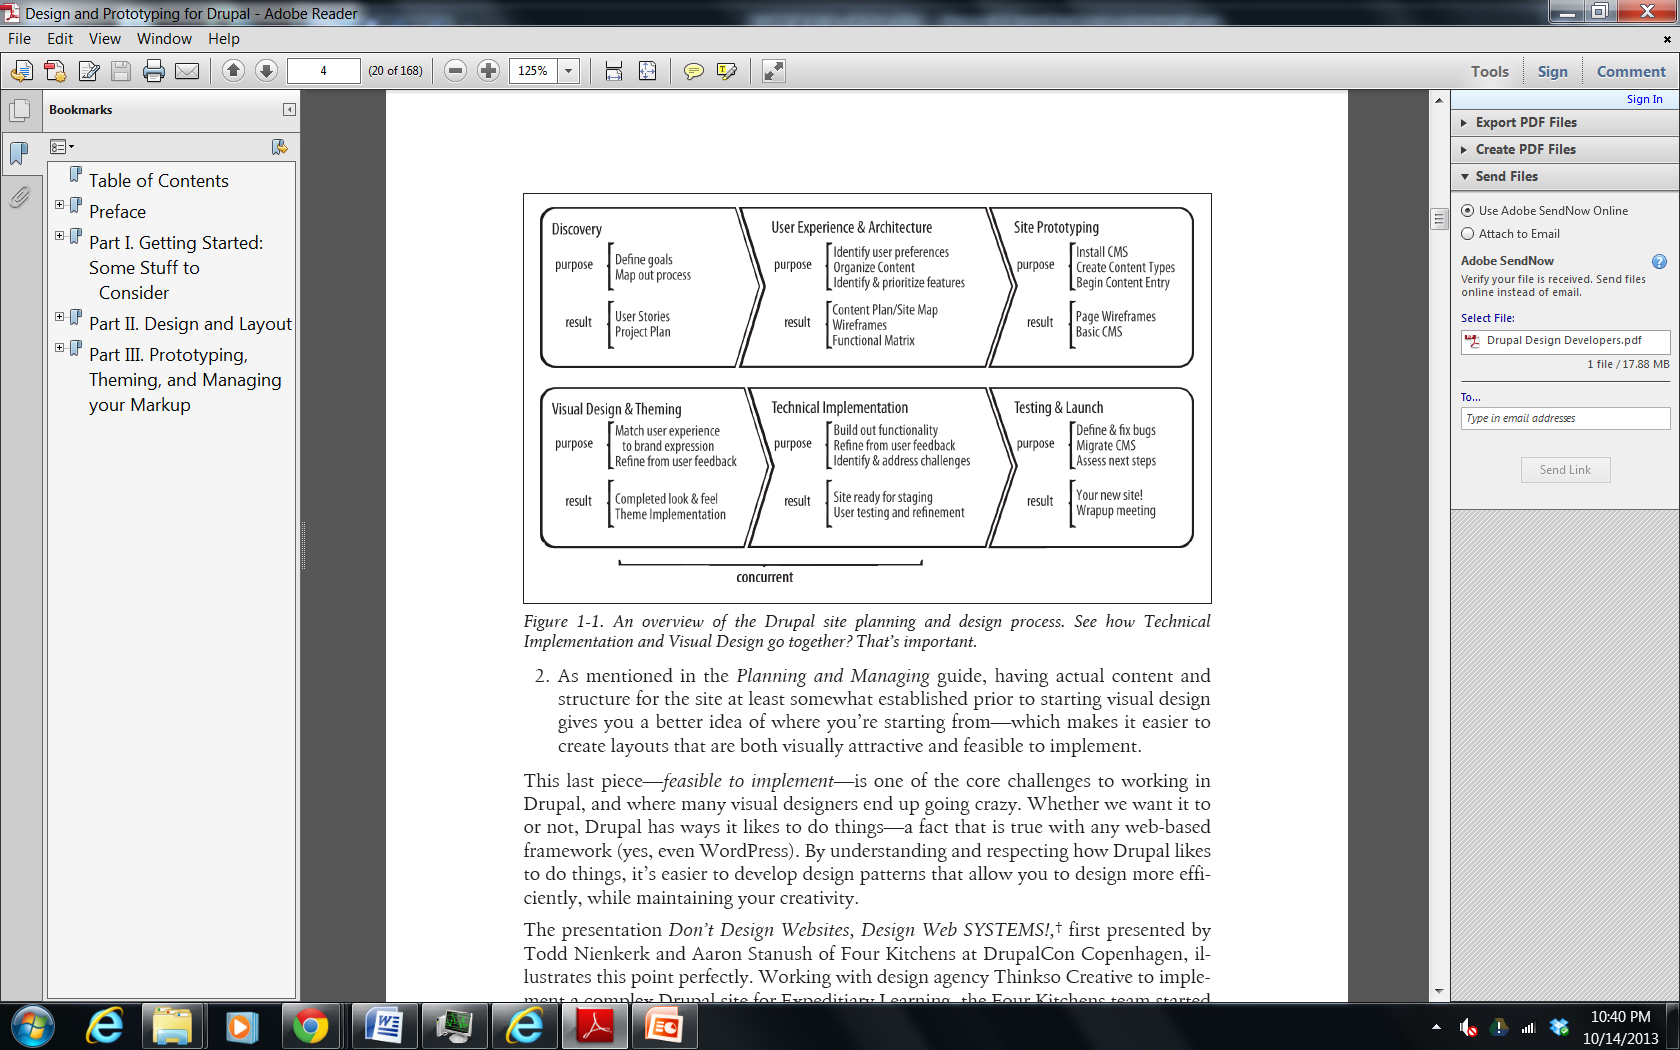 Design and Prototyping for Drupal - Adobe Reader
File Edit View Window Help
4 (20 of 168) 125% Tools Sign Comment
Bookmarks
Table of Contents
Preface
Part I. Getting Started:
Some Stuff to
Consider
Part II. Design and Layout
Part III. Prototyping,
Theming, and Managing
your Markup
Discovery
purpose
Define goals
Map out process
result
User Stories
Project Plan
User Experience & Architecture
purpose
Identify user preferences
Organize Content
Identify & prioritize features
result
Content Plan/Site Map
Wireframes
Functional Matrix
Site Prototyping
purpose
Install CMS
Create Content Types
Begin Content Entry
result
Page Wireframes
Basic CMS
Visual Design & Theming
purpose
Match user experience
to brand expression
Refine from user feedback
result
Completed look & feel
Theme Implementation
Technical Implementation
purpose
Build out functionality
Refine from user feedback
Identify & address challenges
result
Site ready for staging
User testing and refinement
Testing & Launch
purpose
Define & fix bugs
Migrate CMS
Assess next steps
result
Your new site!
Wrapup meeting
concurrent
Figure 1-1. An overview of the Drupal site planning and design process. See how Technical
Implementation and Visual Design go together? That's important.
2. As mentioned in the Planning and Managing guide, having actual content and
structure for the site at least somewhat established prior to starting visual design
gives you a better idea of where you're starting from—which makes it easier to
create layouts that are both visually attractive and feasible to implement.
This last piece—feasible to implement—is one of the core challenges to working in
Drupal, and where many visual designers end up going crazy. Whether we want it to
or not, Drupal has ways it likes to do things—a fact that is true with any web-based
framework (yes, even WordPress). By understanding and respecting how Drupal likes
to do things, it's easier to develop design patterns that allow you to design more effi-
ciently, while maintaining your creativity.
The presentation Don't Design Websites, Design Web SYSTEMS!,† first presented by
Todd Nienkerk and Aaron Stanush of Four Kitchens at DrupalCon Copenhagen, il-
lustrates this point perfectly. Working with design agency Thinkso Creative to imple-
ment a complex Drupal site for Expeditiary Learning, the Four Kitchens team started
Sign In
Export PDF Files
Create PDF Files
Send Files
Use Adobe SendNow Online
Attach to Email
Adobe SendNow
Verify your file is received. Send files
online instead of email.
Select File:
Drupal Design Developers.pdf
1 file / 17.88 MB
To...
Type in email addresses
Send Link
10:40 PM
10/14/2013